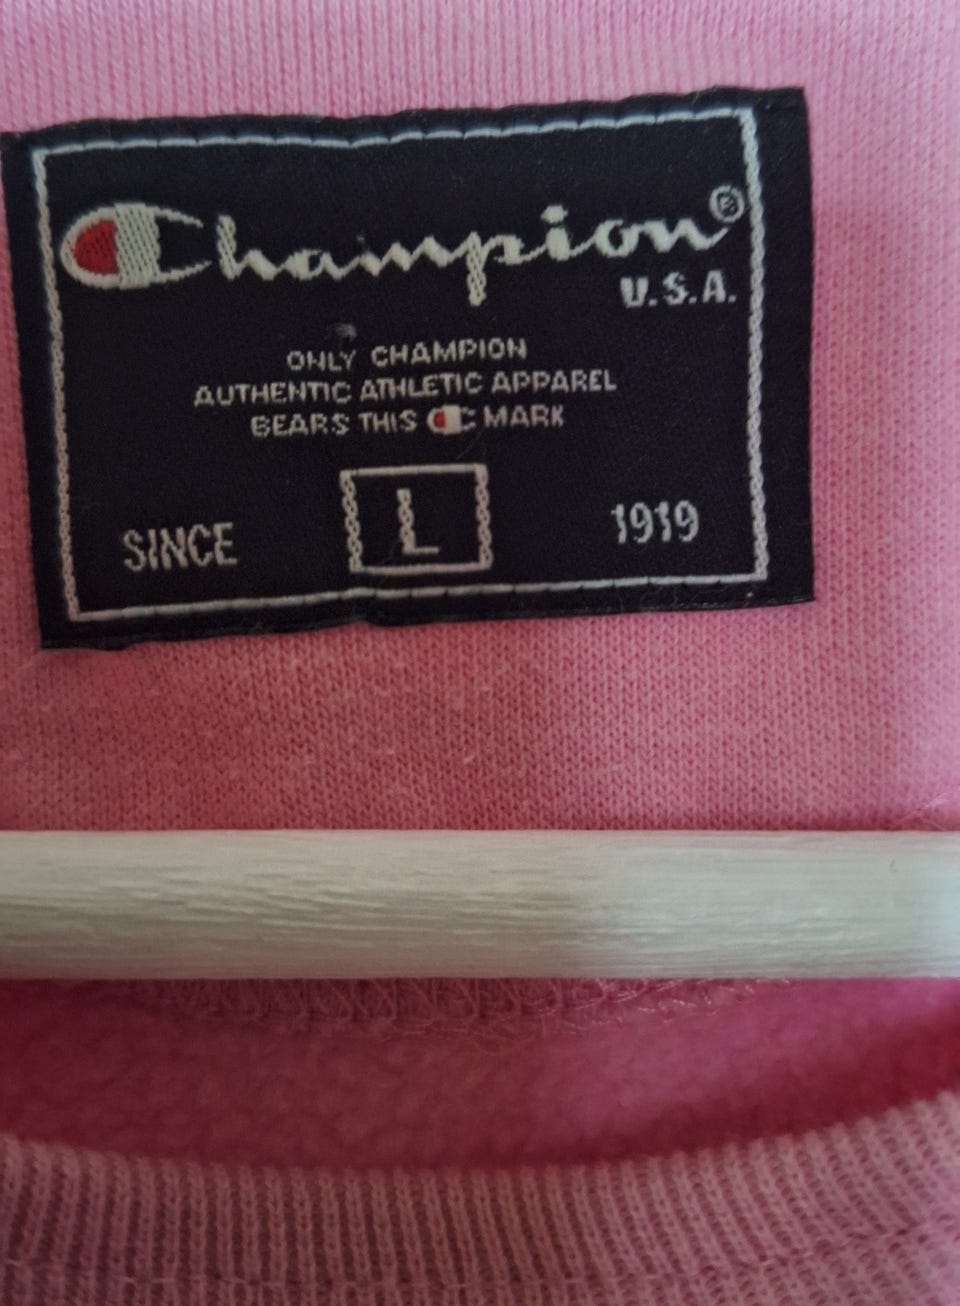 Champion®
U.S.A.
ONLY CHAMPION
AUTHENTIC ATHLETIC APPAREL
BEARS THIS C MARK
SINCE L 1919